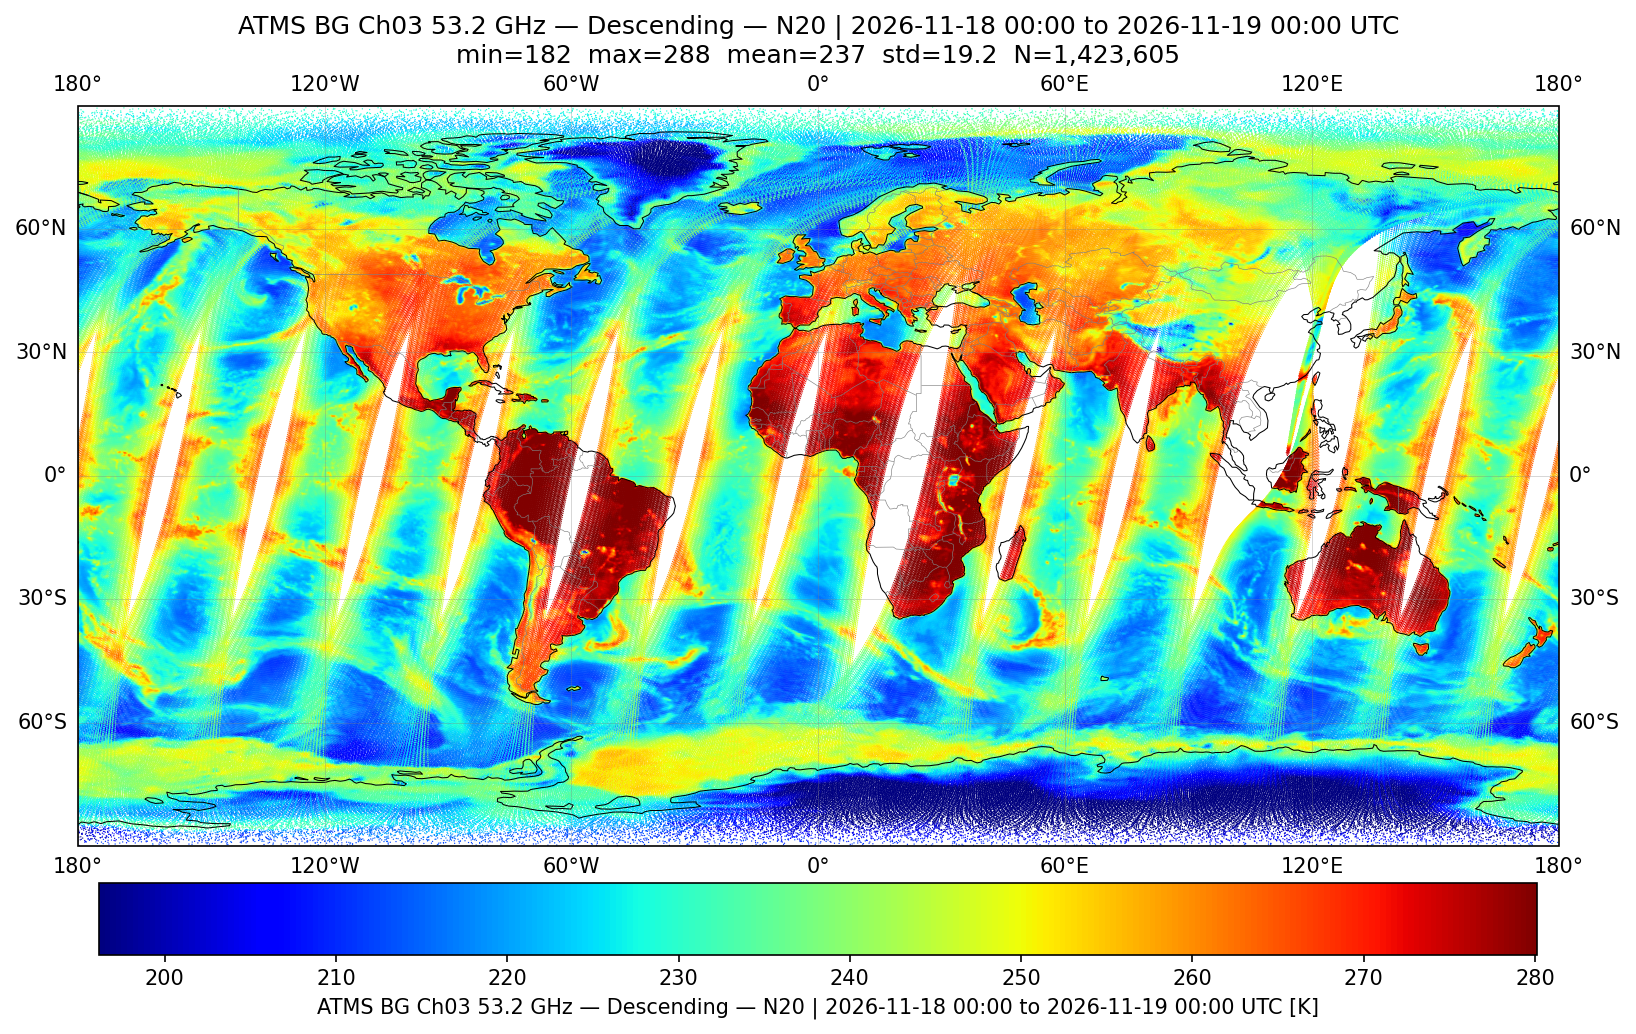 ATMS BG Ch03 53.2 GHz — Descending — N20 | 2026-11-18 00:00 to 2026-11-19 00:00 UTC
min=182 max=288 mean=237 std=19.2 N=1,423,605
180° 120°W 60°W 0° 60°E 120°E 180°
60°N 60°N
30°N 30°N
0° 0°
30°S 30°S
60°S 60°S
180° 120°W 60°W 0° 60°E 120°E 180°
200 210 220 230 240 250 260 270 280
ATMS BG Ch03 53.2 GHz — Descending — N20 | 2026-11-18 00:00 to 2026-11-19 00:00 UTC [K]